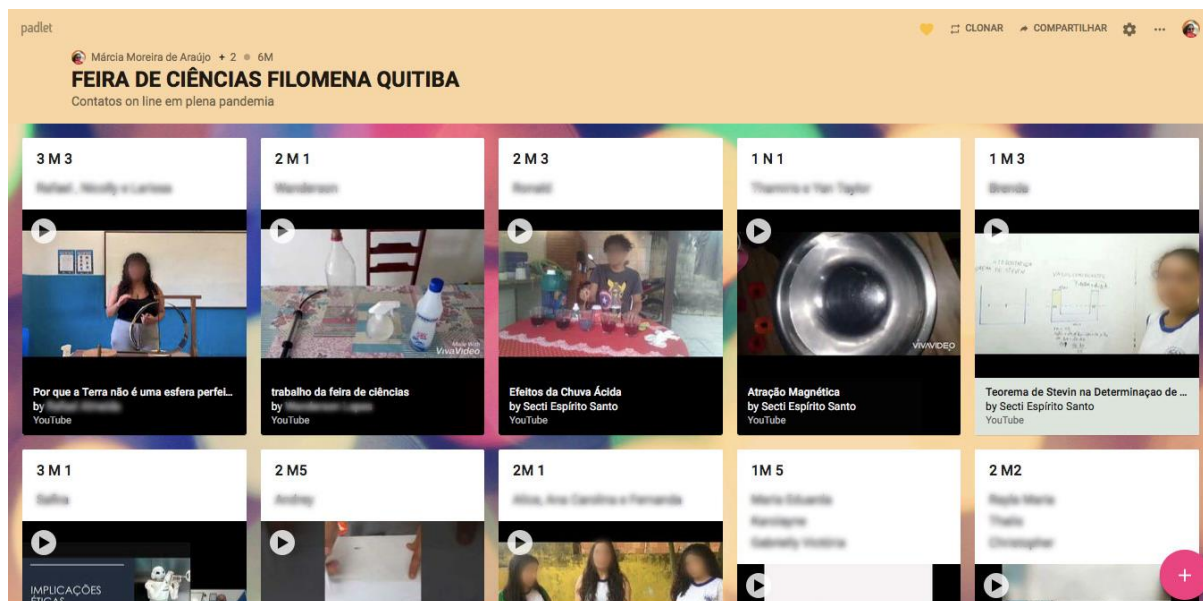 padlet
CLONAR
COMPARTILHAR
Márcia Moreira de Araújo + 2 • 6M
FEIRA DE CIÊNCIAS FILOMENA QUITIBA
Contatos on line em plena pandemia
3 M 3
2 M 1
2 M 3
1 N 1
1 M 3
Made With
VivaVideo
VIVAVIDEO
Por que a Terra não é uma esfera perfei...
by
YouTube
trabalho da feira de ciências
by
YouTube
Efeitos da Chuva Ácida
by Secti Espírito Santo
YouTube
Atração Magnética
by Secti Espírito Santo
YouTube
Teorema de Stevin na Determinaçao de ...
by Secti Espírito Santo
YouTube
3 M 1
2 M5
2M 1
1M 5
2 M2
IMPLICAÇÕES
ÉTICAS